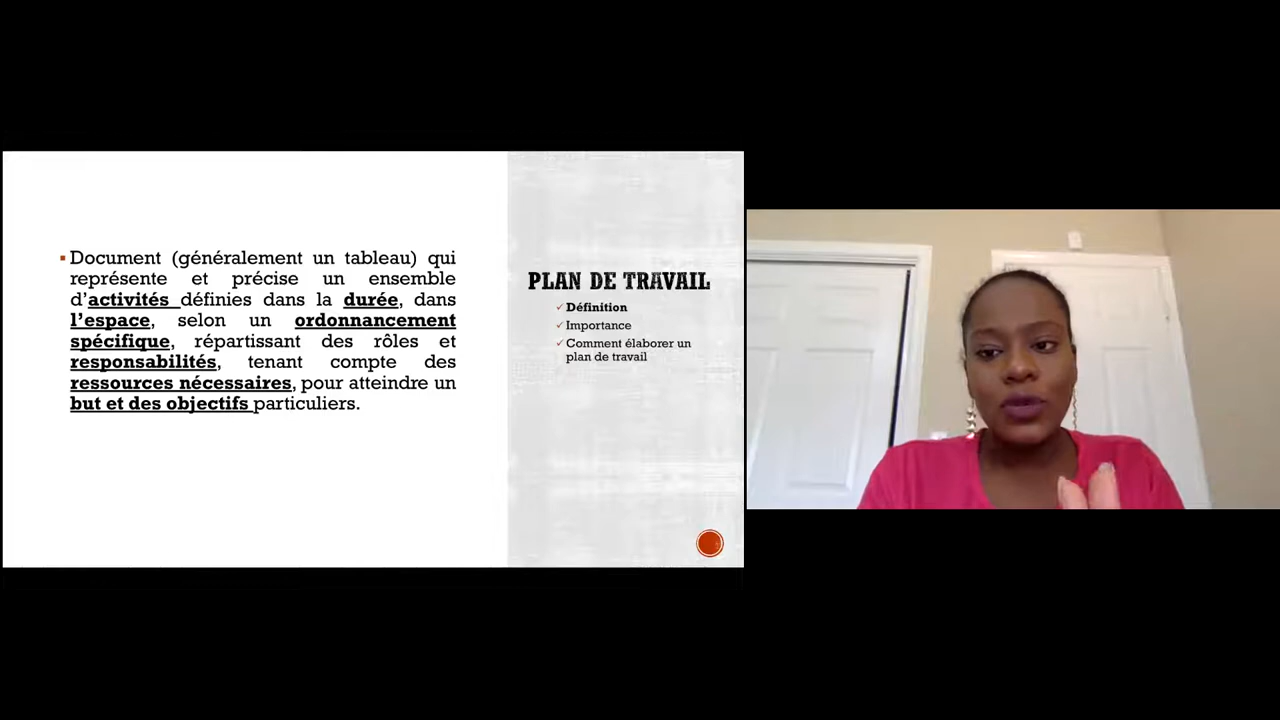 Document (généralement un tableau) qui
représente et précise un ensemble
d'activités définies dans la durée, dans
l'espace, selon un ordonnancement
spécifique, répartissant des rôles et
responsabilités, tenant compte des
ressources nécessaires, pour atteindre un
but et des objectifs particuliers.
PLAN DE TRAVAIL
✓Définition
✓Importance
✓Comment élaborer un
plan de travail